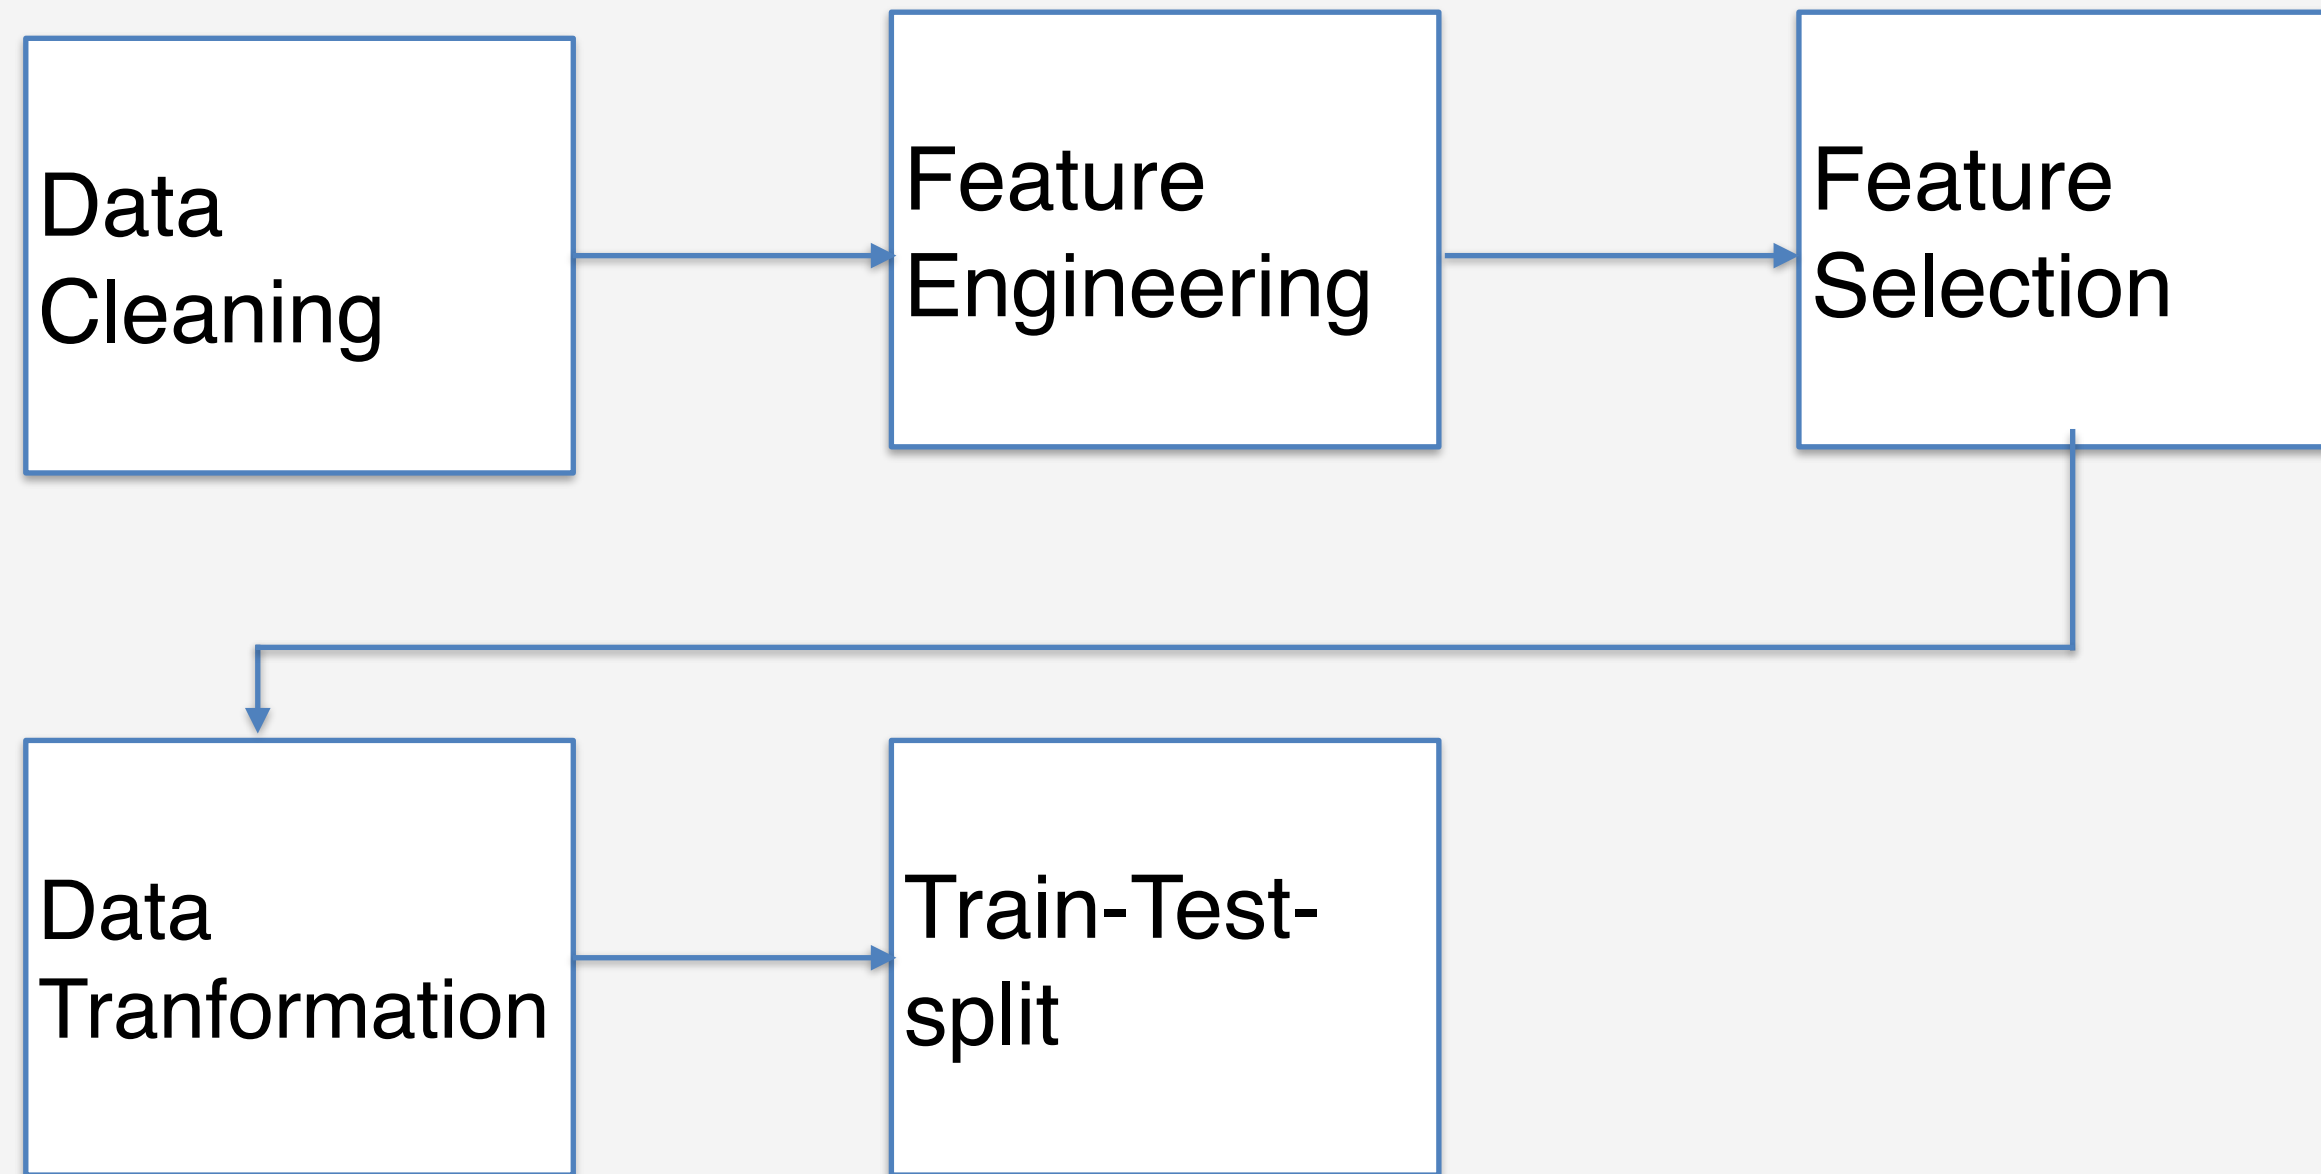 Data
Cleaning
Feature
Engineering
Feature
Selection
Data
Tranformation
Train-Test-
split